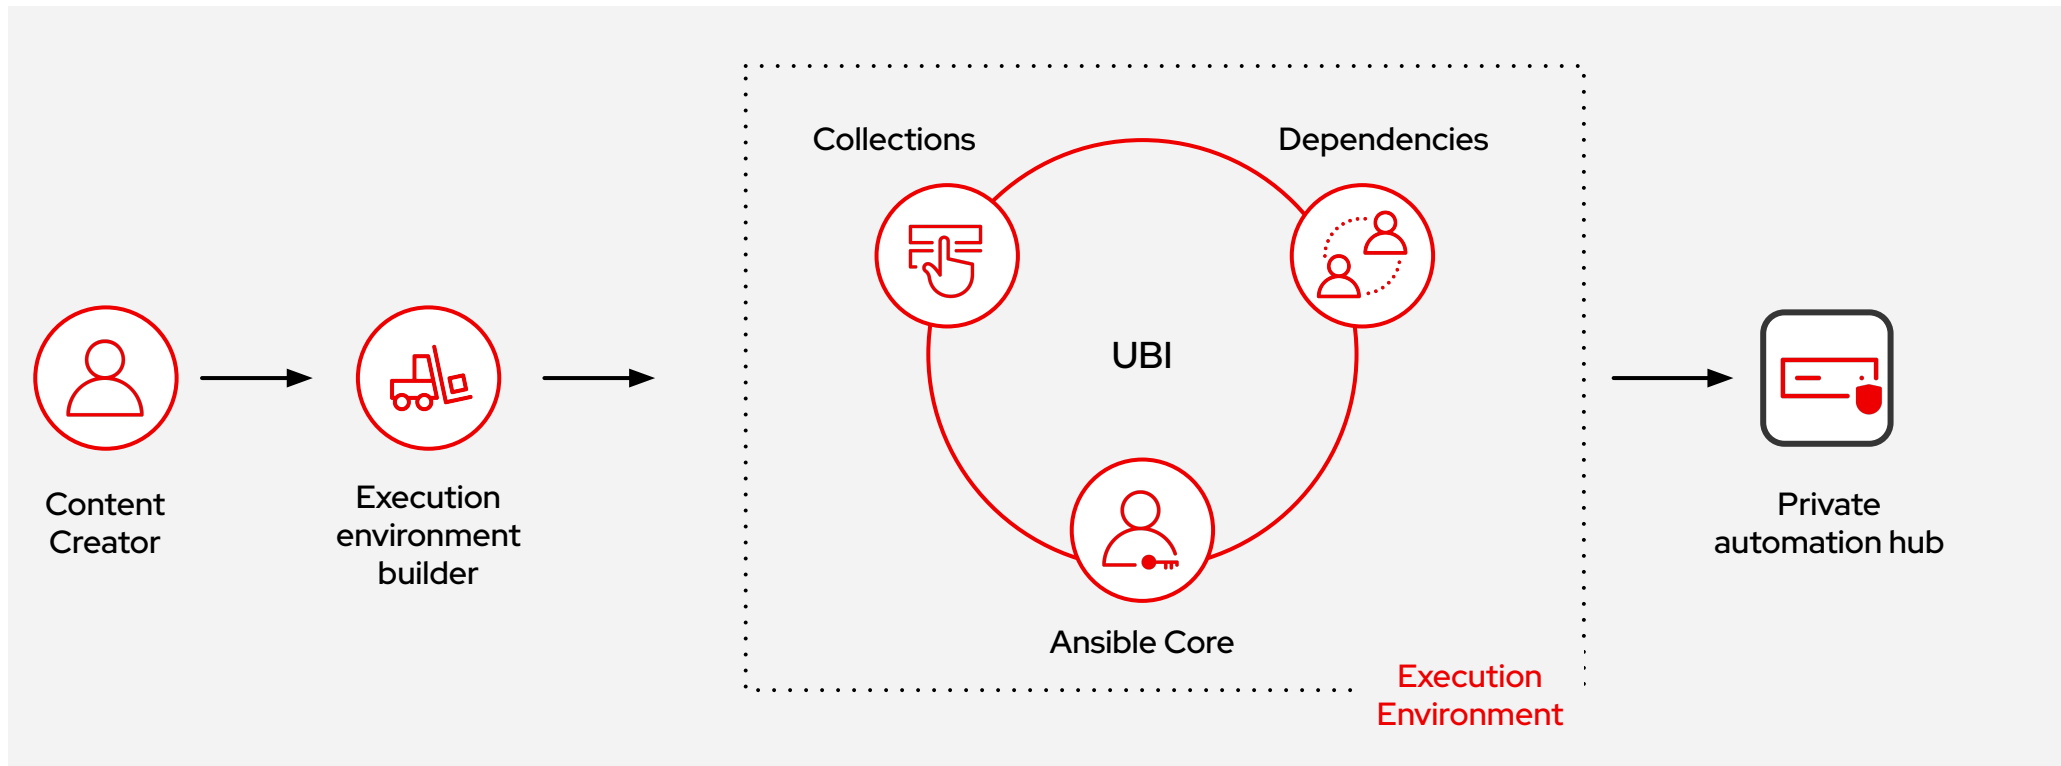 Content
Creator
Execution
environment
builder
Collections
Dependencies
UBI
Ansible Core
Execution
Environment
Private
automation hub